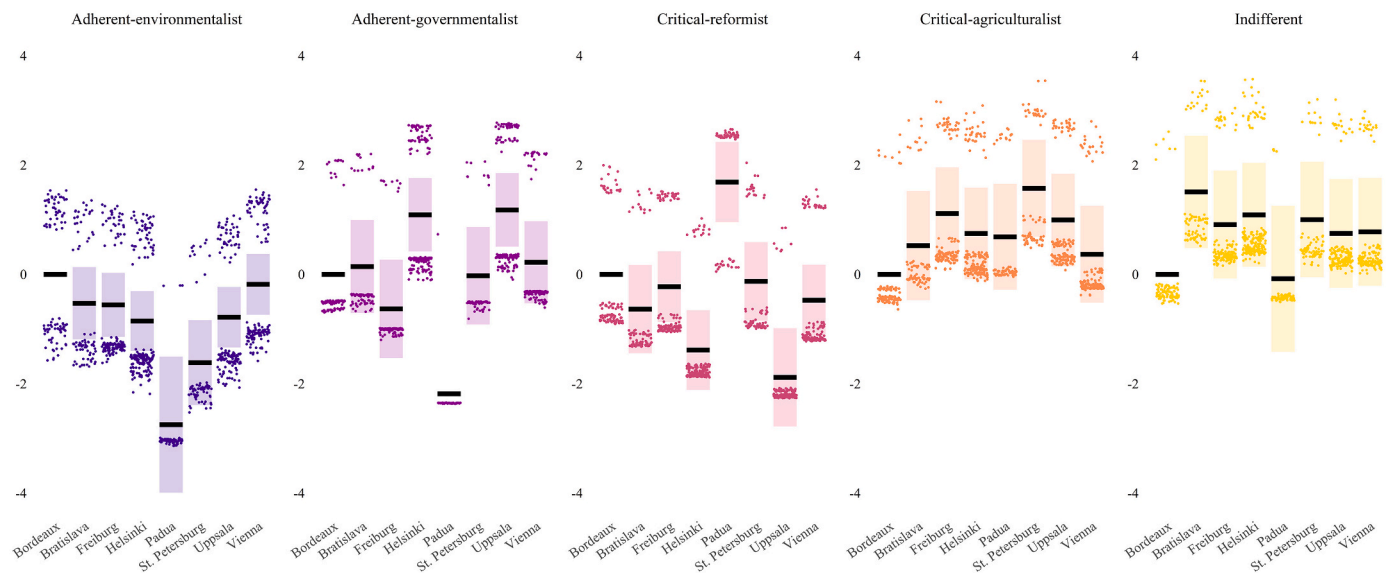 Adherent-environmentalist
4
2
0
-2
-4
Bordeaux
Bratislava
Freiburg
Helsinki
Padua
St. Petersburg
Uppsala
Vienna
Adherent-governmentalist
4
2
0
-2
-4
Bordeaux
Bratislava
Freiburg
Helsinki
Padua
St. Petersburg
Uppsala
Vienna
Critical-reformist
4
2
0
-2
-4
Bordeaux
Bratislava
Freiburg
Helsinki
Padua
St. Petersburg
Uppsala
Vienna
Critical-agriculturalist
4
2
0
-2
-4
Bordeaux
Bratislava
Freiburg
Helsinki
Padua
St. Petersburg
Uppsala
Vienna
Indifferent
4
2
0
-2
-4
Bordeaux
Bratislava
Freiburg
Helsinki
Padua
St. Petersburg
Uppsala
Vienna